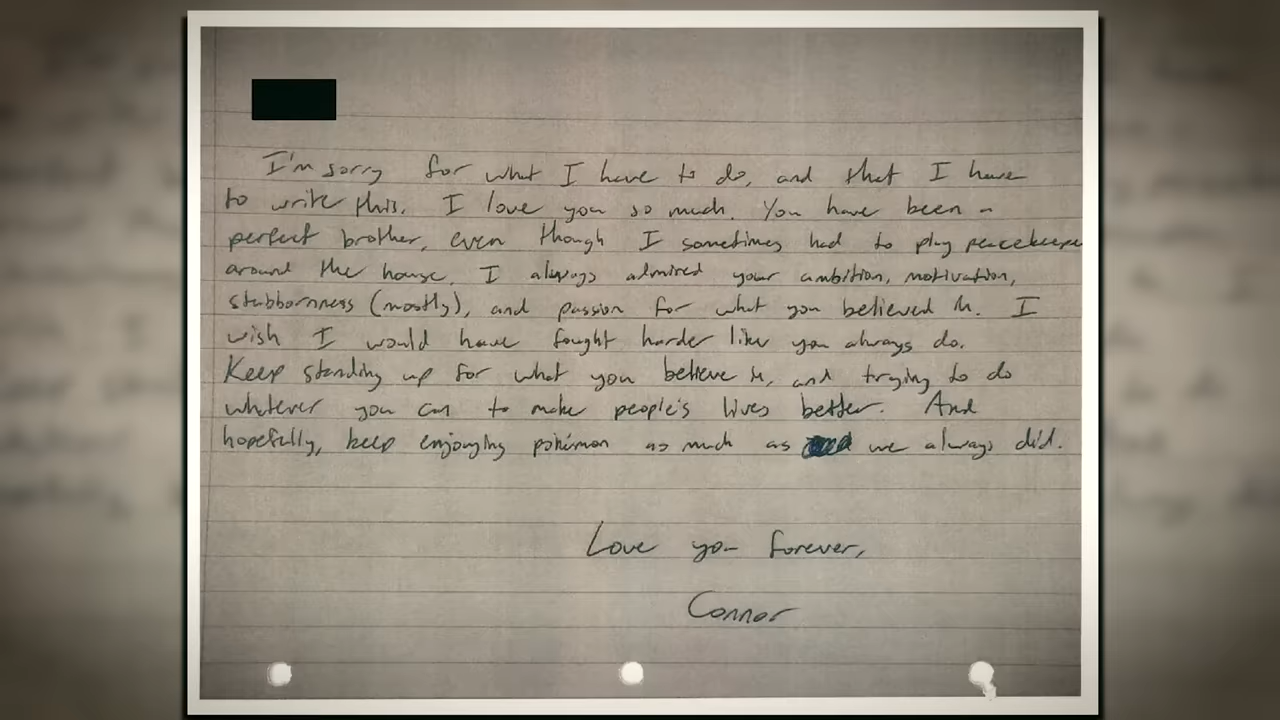 I'm sorry for what I have to do, and that I have
to write this. I love you so much. You have been a
perfect brother, even though I sometimes had to play peacekeeper
around the house. I always admired your ambition, motivation,
stubbornness (mostly), and passion for what you believed in. I
wish I would have fought harder like you always do.
Keep standing up for what you believe in, and trying to do
whatever you can to make people's lives better. And
hopefully, keep enjoying pokémon as much as we always did.
Love you forever,
Connor